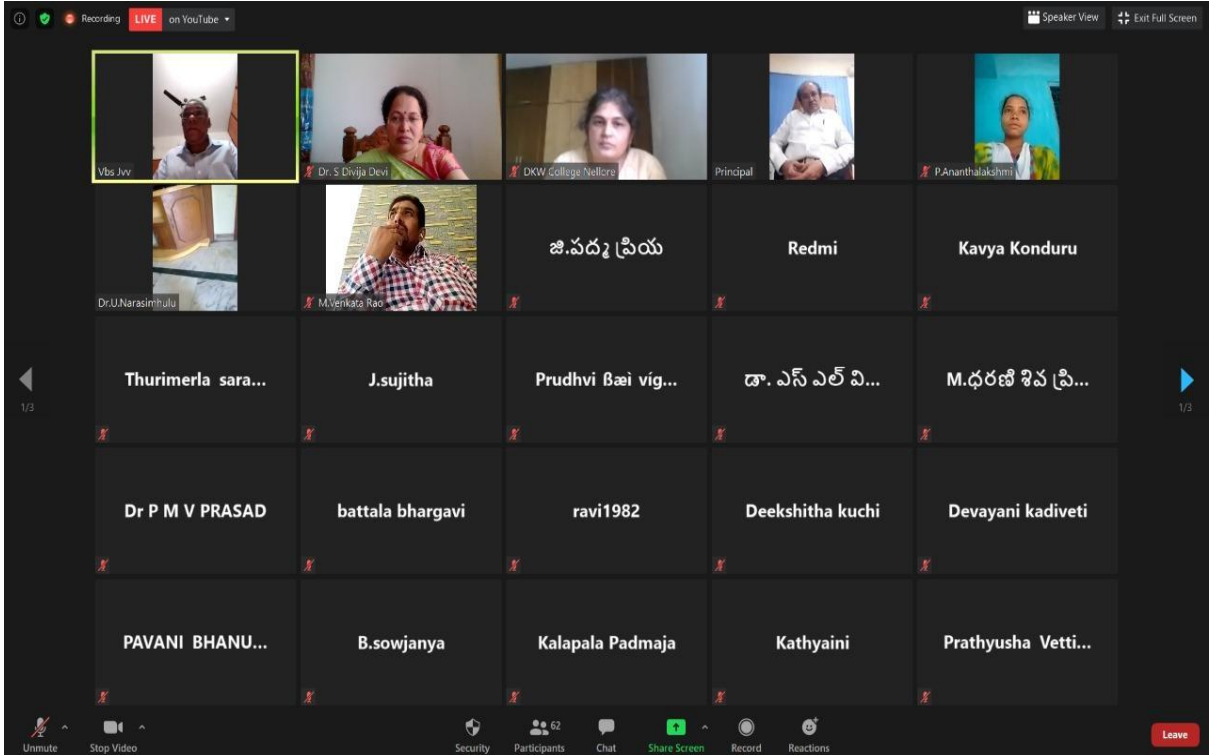 Recording LIVE on YouTube
Speaker View Exit Full Screen
Vbs Jvv
Dr. S Divija Devi
DKW College Nellore
Principal
P.Ananthalakshmi
Dr.U.Narasimhulu
M.Venkata Rao
జి.పద్మ ప్రియ
Redmi
Kavya Konduru
1/3
Thurimerla sara...
J.sujitha
Prudhvi ßæì víg...
డా. ఎస్ ఎల్ వి...
M.ధరణి శివ ప్రి...
1/3
Dr P M V PRASAD
battala bhargavi
ravi1982
Deekshitha kuchi
Devayani kadiveti
PAVANI BHANU...
B.sowjanya
Kalapala Padmaja
Kathyaini
Prathyusha Vetti...
Unmute
Stop Video
Security
Participants 62
Chat
Share Screen
Record
Reactions
Leave